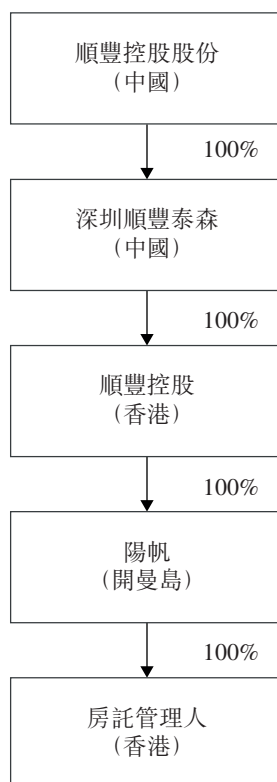 順豐控股股份
（中國）
100%
深圳順豐泰森
（中國）
100%
順豐控股
（香港）
100%
陽帆
（開曼島）
100%
房託管理人
（香港）